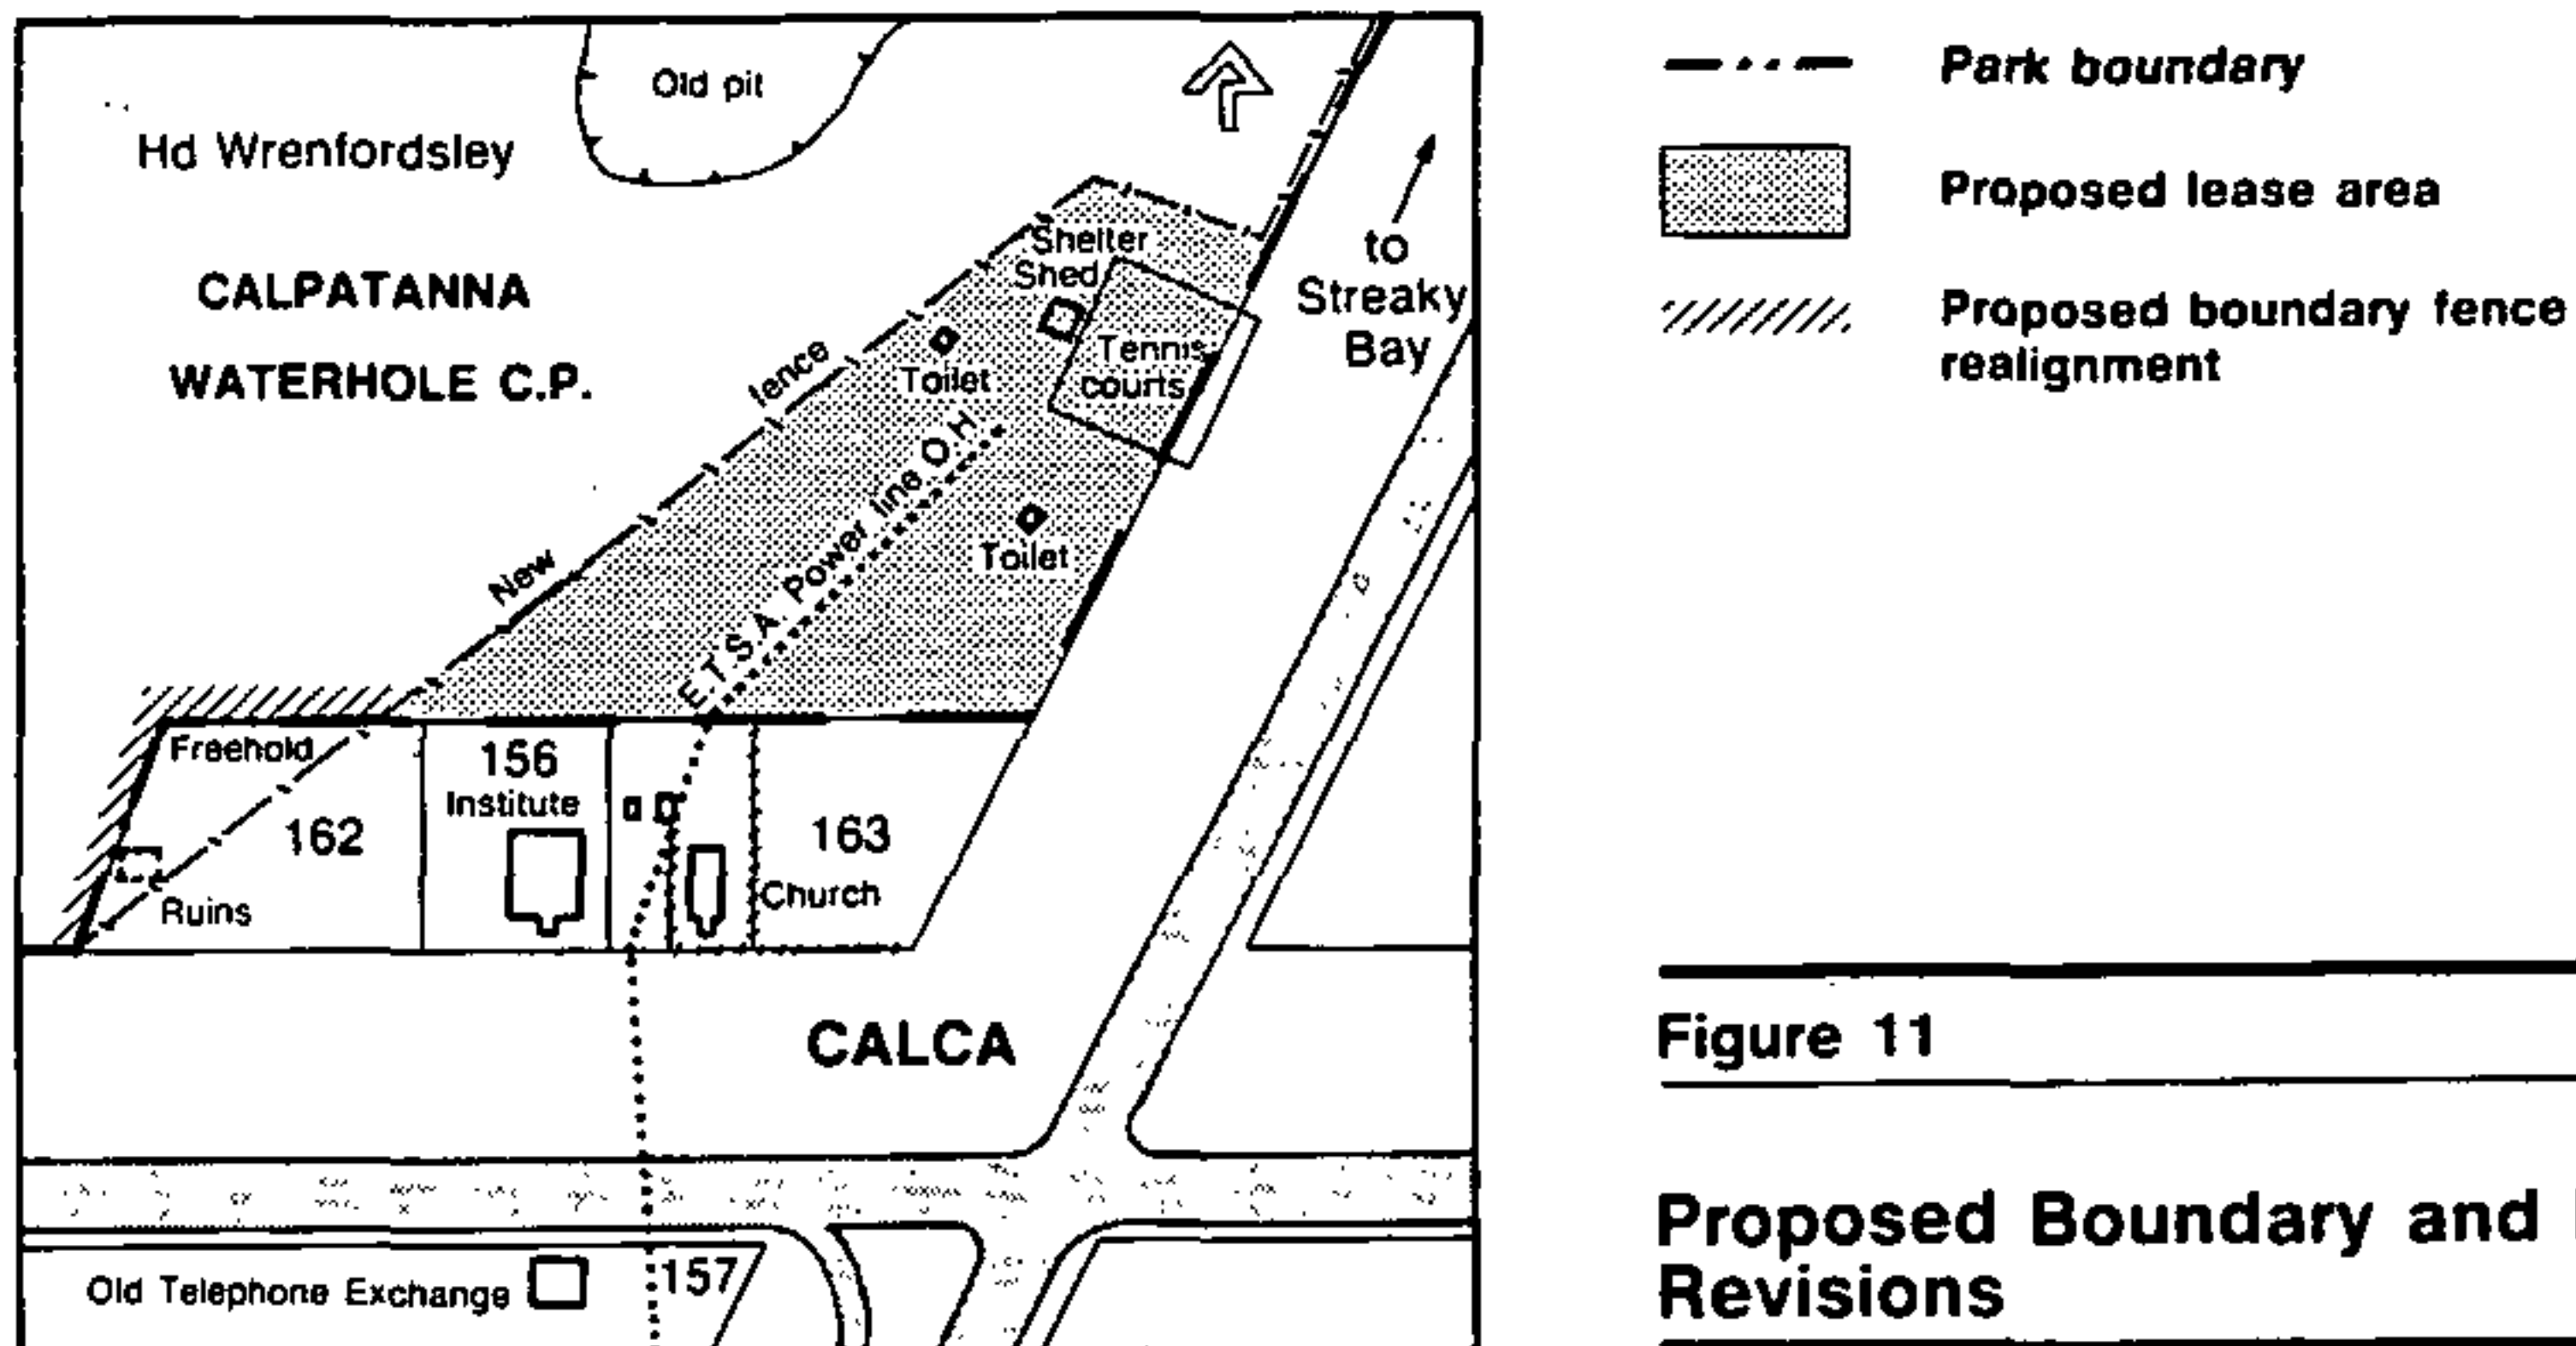 Old pit
Hd Wrenfordsley
CALPATANNA
WATERHOLE C.P.
to
Streaky
Bay
Shelter
Shed
Tennis
courts
Toilet
New fence
E.T.S.A. Power line O.H.
Toilet
Freehold
162
Ruins
156
Institute
163
Church
CALCA
Old Telephone Exchange
157
Park boundary
Proposed lease area
Proposed boundary fence
realignment
Figure 11
Proposed Boundary and
Revisions